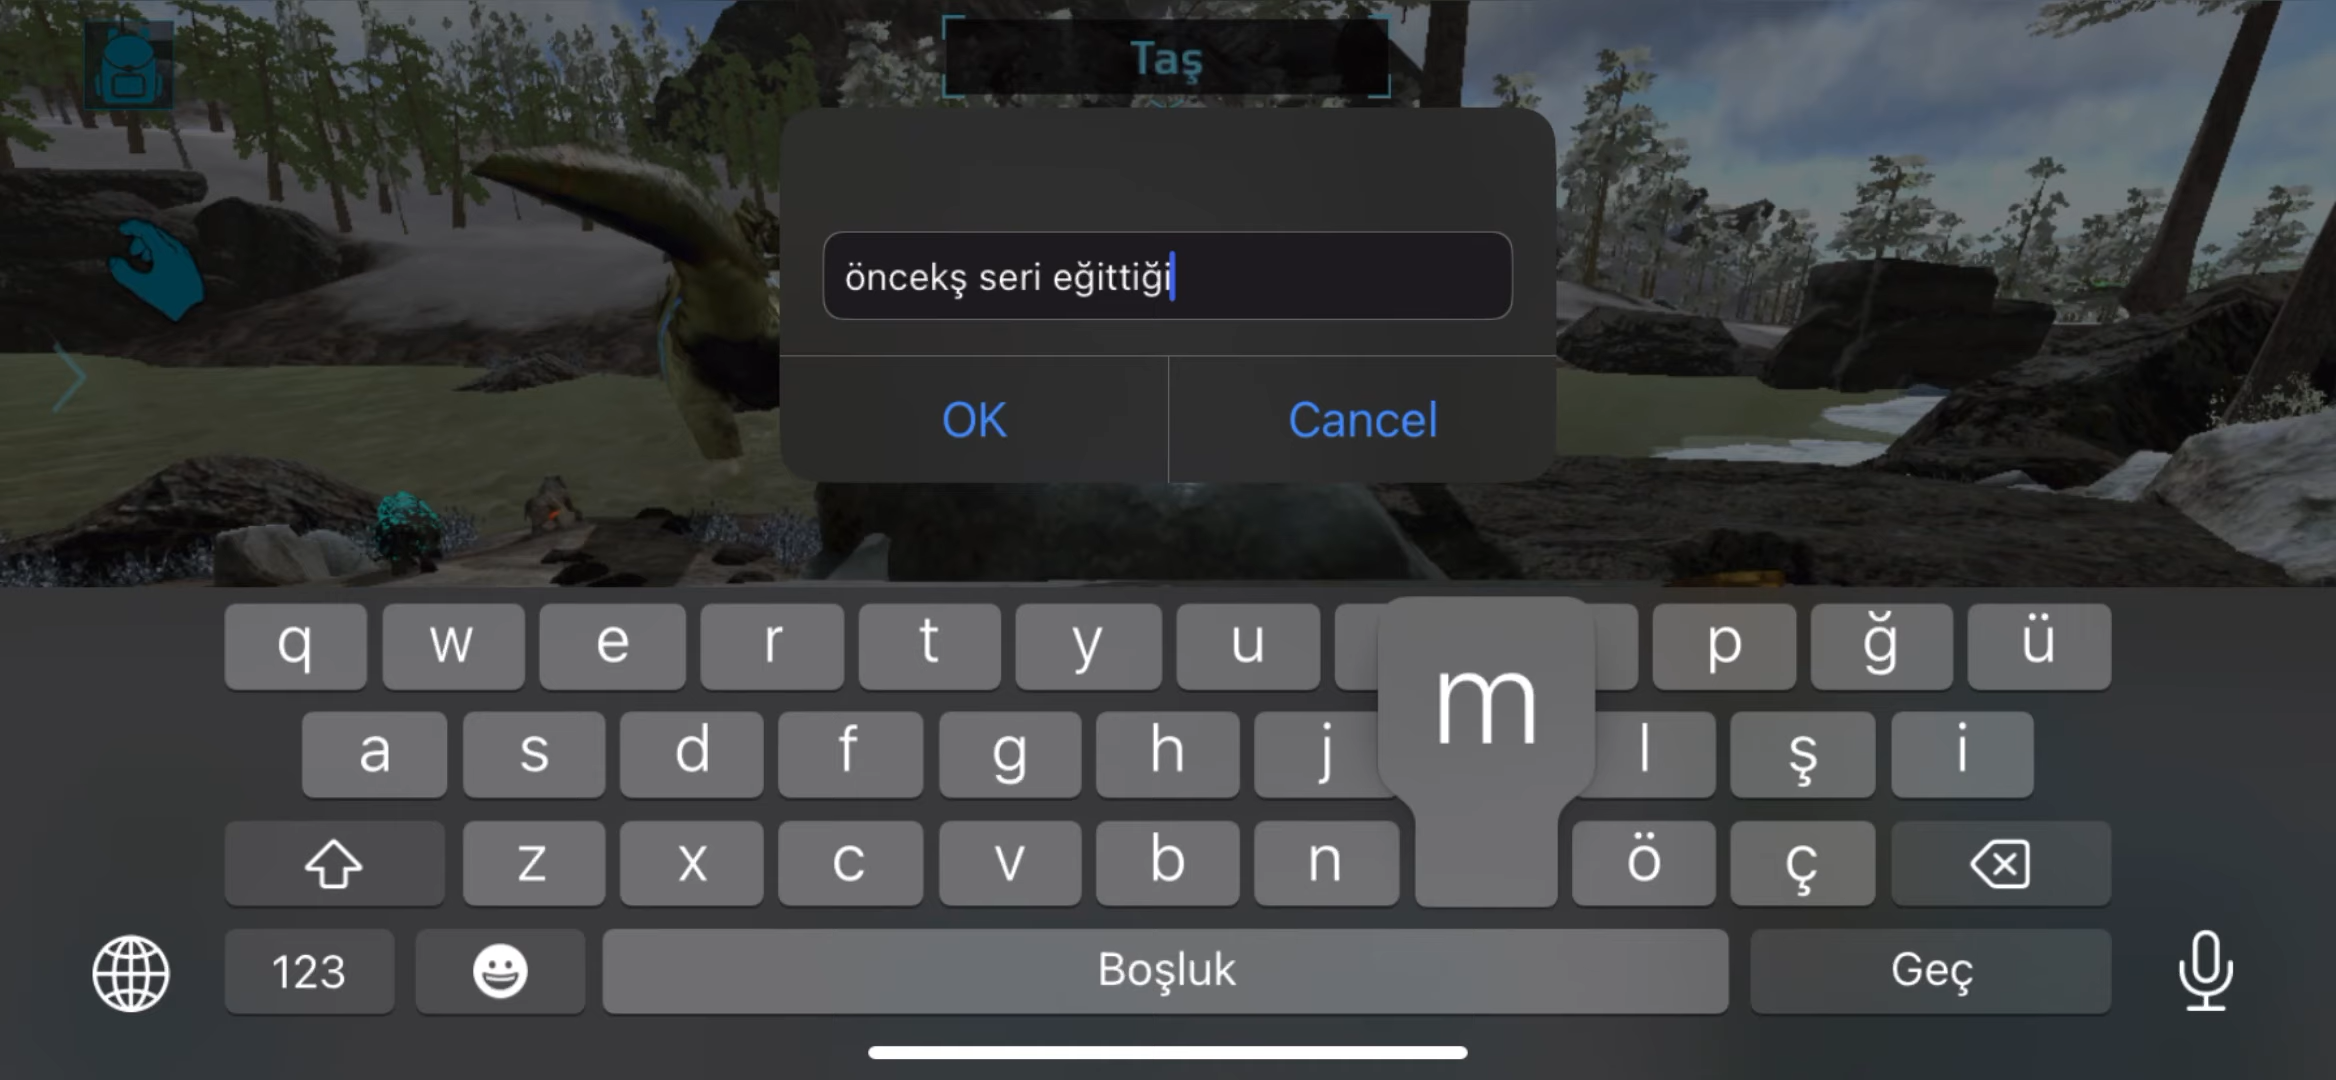 Taş
öncekş seri eğittiği
OK Cancel
q w e r t y u p ğ ü
a s d f g h j m l ş i
z x c v b n ö ç
123 Boşluk Geç